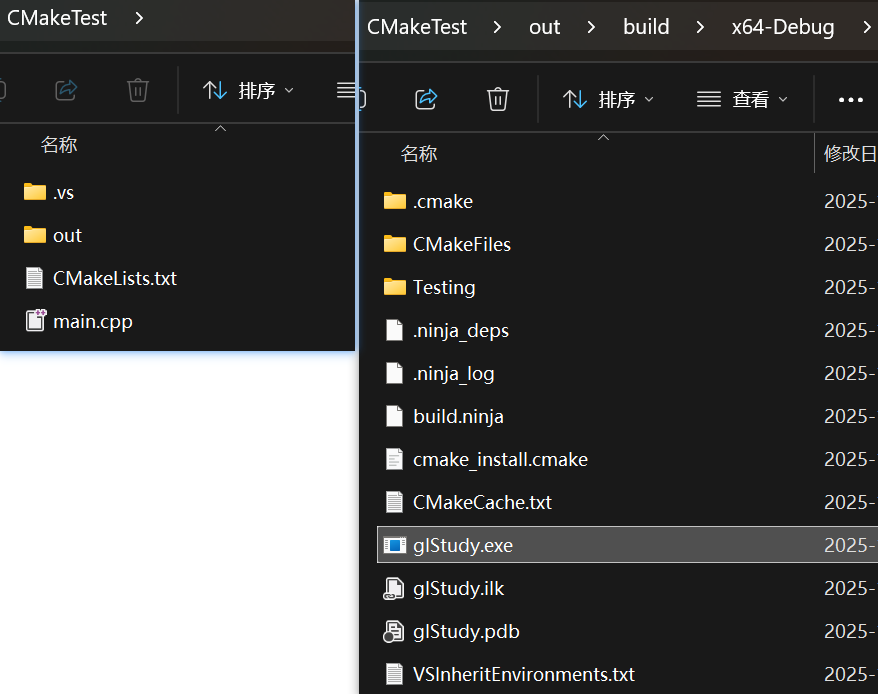 CMakeTest
排序
名称
.vs
out
CMakeLists.txt
main.cpp
CMakeTest out build x64-Debug
排序 查看
名称 修改日
.cmake 2025-
CMakeFiles 2025-
Testing 2025-
.ninja_deps 2025-
.ninja_log 2025-
build.ninja 2025-
cmake_install.cmake 2025-
CMakeCache.txt 2025-
glStudy.exe 2025-
glStudy.ilk 2025-
glStudy.pdb 2025-
VSInheritEnvironments.txt 2025-